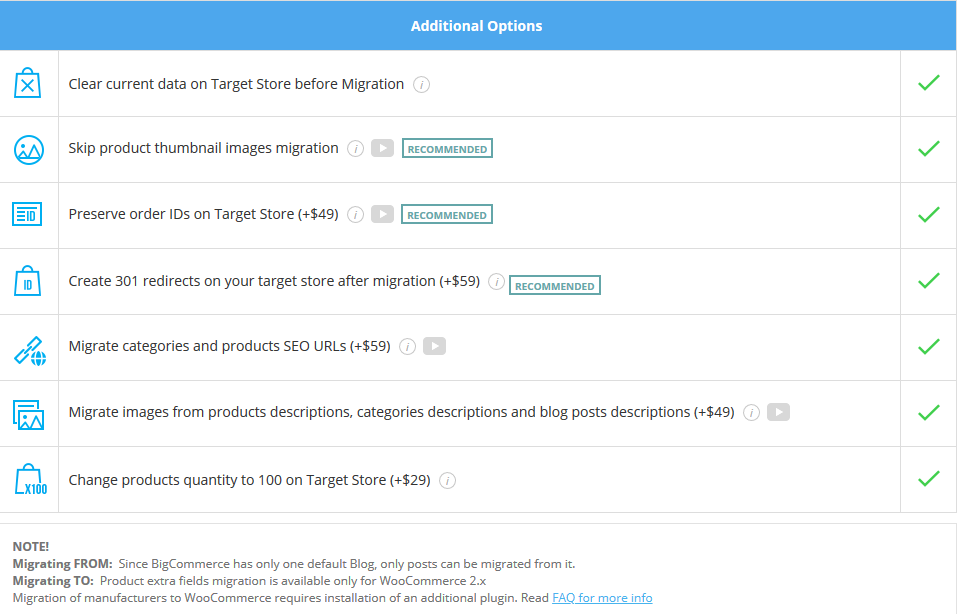 Additional Options
Clear current data on Target Store before Migration i
Skip product thumbnail images migration i RECOMMENDED
ID Preserve order IDs on Target Store (+$49) i RECOMMENDED
ID Create 301 redirects on your target store after migration (+$59) i RECOMMENDED
Migrate categories and products SEO URLs (+$59) i
Migrate images from products descriptions, categories descriptions and blog posts descriptions (+$49) i
X100 Change products quantity to 100 on Target Store (+$29) i
NOTE!
Migrating FROM: Since BigCommerce has only one default Blog, only posts can be migrated from it.
Migrating TO: Product extra fields migration is available only for WooCommerce 2.x
Migration of manufacturers to WooCommerce requires installation of an additional plugin. Read FAQ for more info